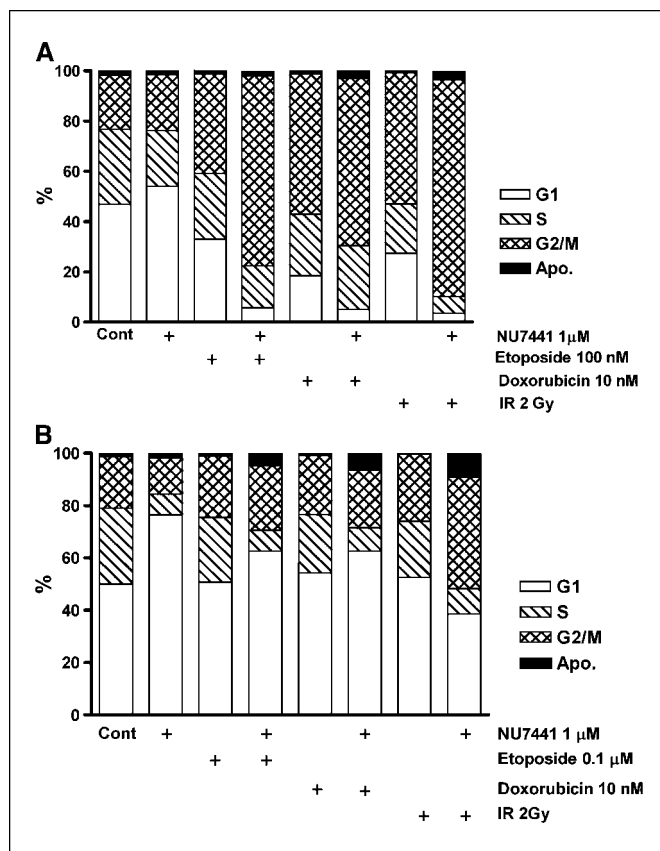 A
100
80
60
40
20
0
%
G1
S
G2/M
Apo.
Cont + + + + NU7441 1μM
+ + Etoposide 100 nM
+ + Doxorubicin 10 nM
+ + IR 2 Gy
B
100
80
60
40
20
0
%
G1
S
G2/M
Apo.
Cont + + + + NU7441 1 μM
+ + Etoposide 0.1 μM
+ + Doxorubicin 10 nM
+ + IR 2Gy